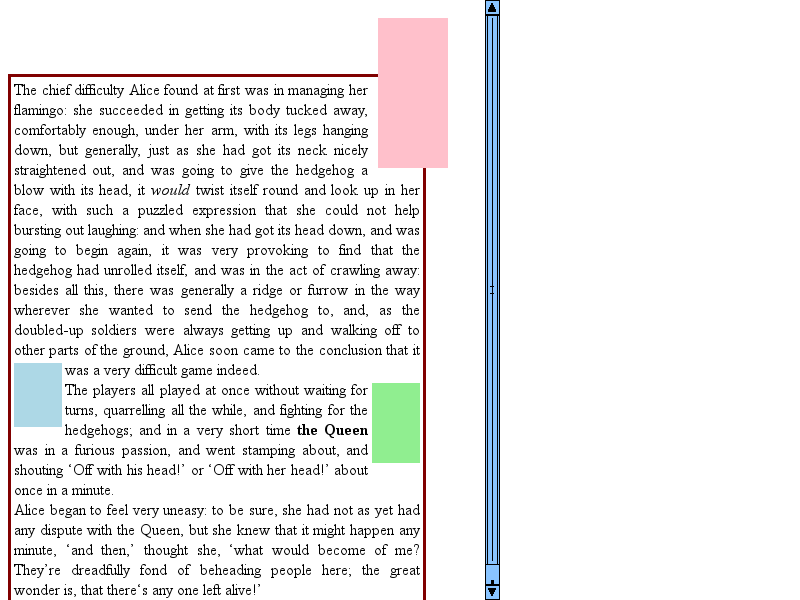 The chief difficulty Alice found at first was in managing her
flamingo: she succeeded in getting its body tucked away,
comfortably enough, under her arm, with its legs hanging
down, but generally, just as she had got its neck nicely
straightened out, and was going to give the hedgehog a
blow with its head, it would twist itself round and look up in her
face, with such a puzzled expression that she could not help
bursting out laughing: and when she had got its head down, and was
going to begin again, it was very provoking to find that the
hedgehog had unrolled itself, and was in the act of crawling away:
besides all this, there was generally a ridge or furrow in the way
wherever she wanted to send the hedgehog to, and, as the
doubled-up soldiers were always getting up and walking off to
other parts of the ground, Alice soon came to the conclusion that it
was a very difficult game indeed.
The players all played at once without waiting for
turns, quarrelling all the while, and fighting for the
hedgehogs; and in a very short time the Queen
was in a furious passion, and went stamping about, and
shouting ‘Off with his head!’ or ‘Off with her head!’ about
once in a minute.
Alice began to feel very uneasy: to be sure, she had not as yet had
any dispute with the Queen, but she knew that it might happen any
minute, ‘and then,’ thought she, ‘what would become of me?
They’re dreadfully fond of beheading people here; the great
wonder is, that there‘s any one left alive!’